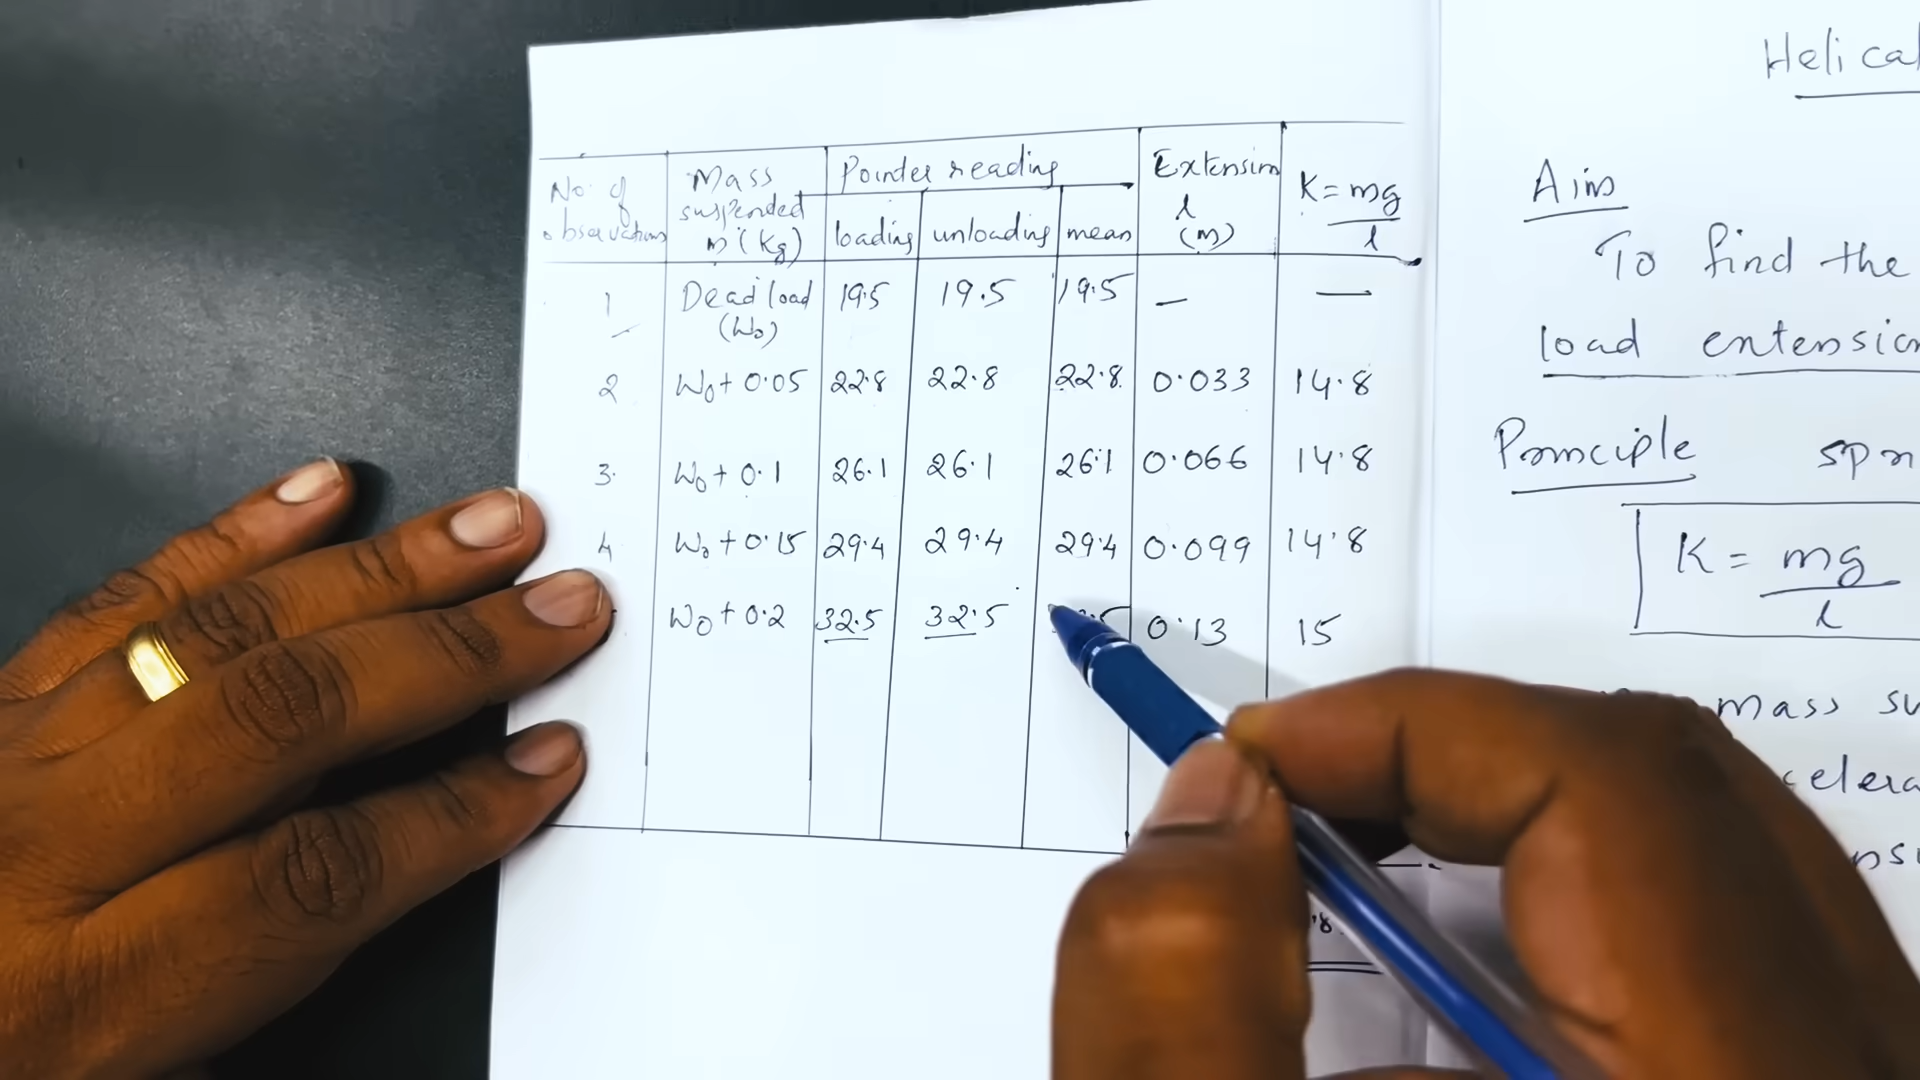 No. of observations
Mass suspended m (Kg)
Pointer reading
loading unloading mean
Extension l (m)
K = mg / l
1 Dead load (W0) 19.5 19.5 19.5 — —
2 W0 + 0.05 22.8 22.8 22.8 0.033 14.8
3. W0 + 0.1 26.1 26.1 26.1 0.066 14.8
4 W0 + 0.15 29.4 29.4 29.4 0.099 14.8
W0 + 0.2 32.5 32.5 0.13 15
Aim
To find the
load extension
Principle
K = mg / l
mass